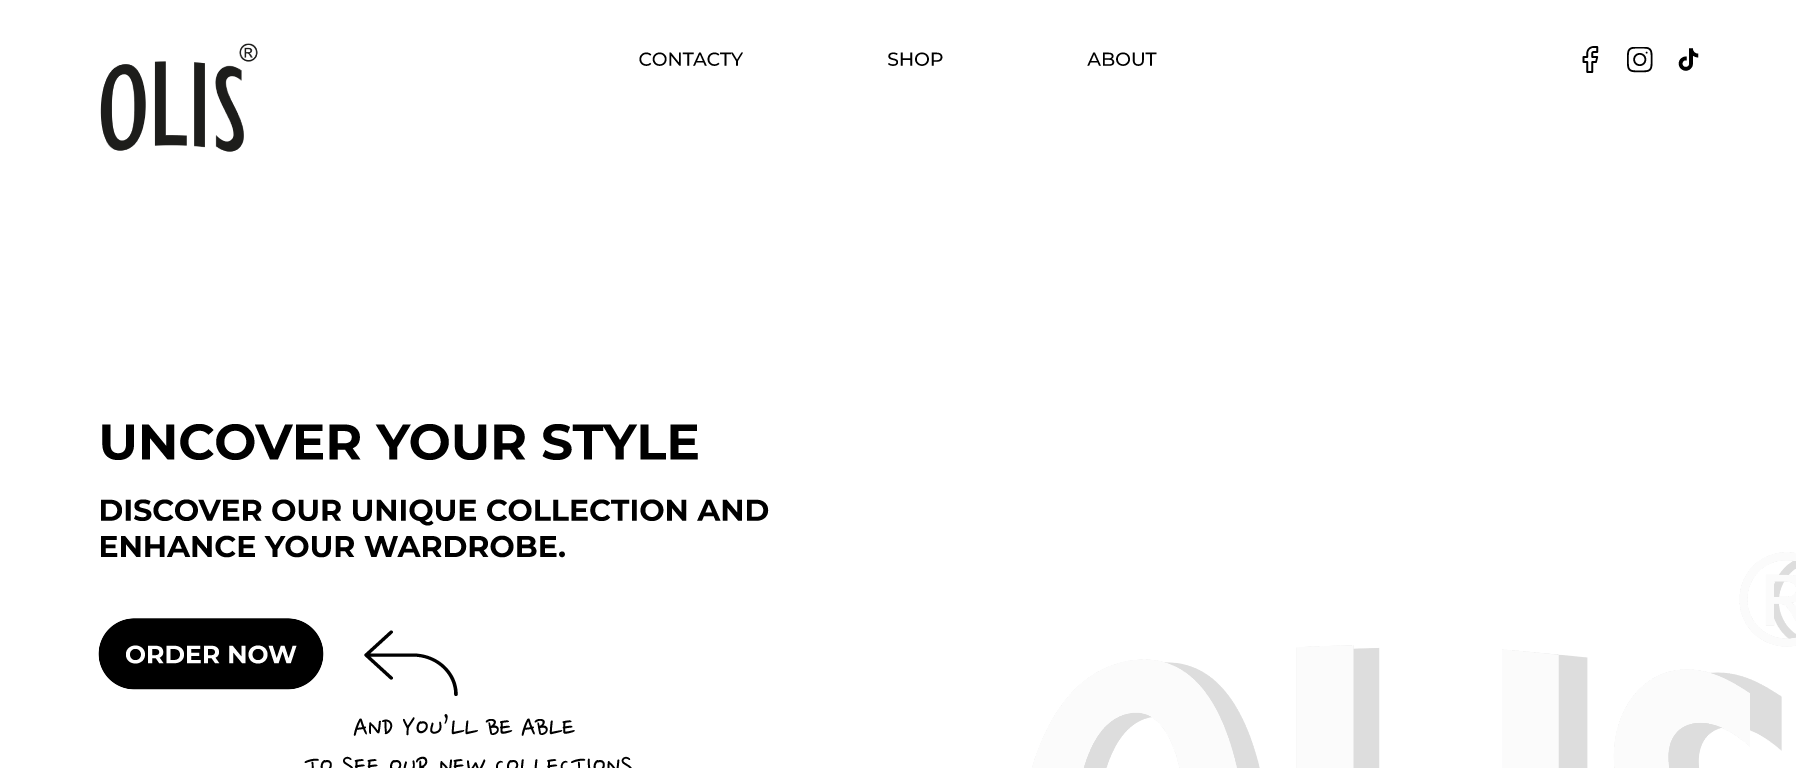 OLIS®
CONTACTY
SHOP
ABOUT
UNCOVER YOUR STYLE
DISCOVER OUR UNIQUE COLLECTION AND
ENHANCE YOUR WARDROBE.
ORDER NOW
AND YOU'LL BE ABLE
TO SEE OUR NEW COLLECTIONS
OLIS®